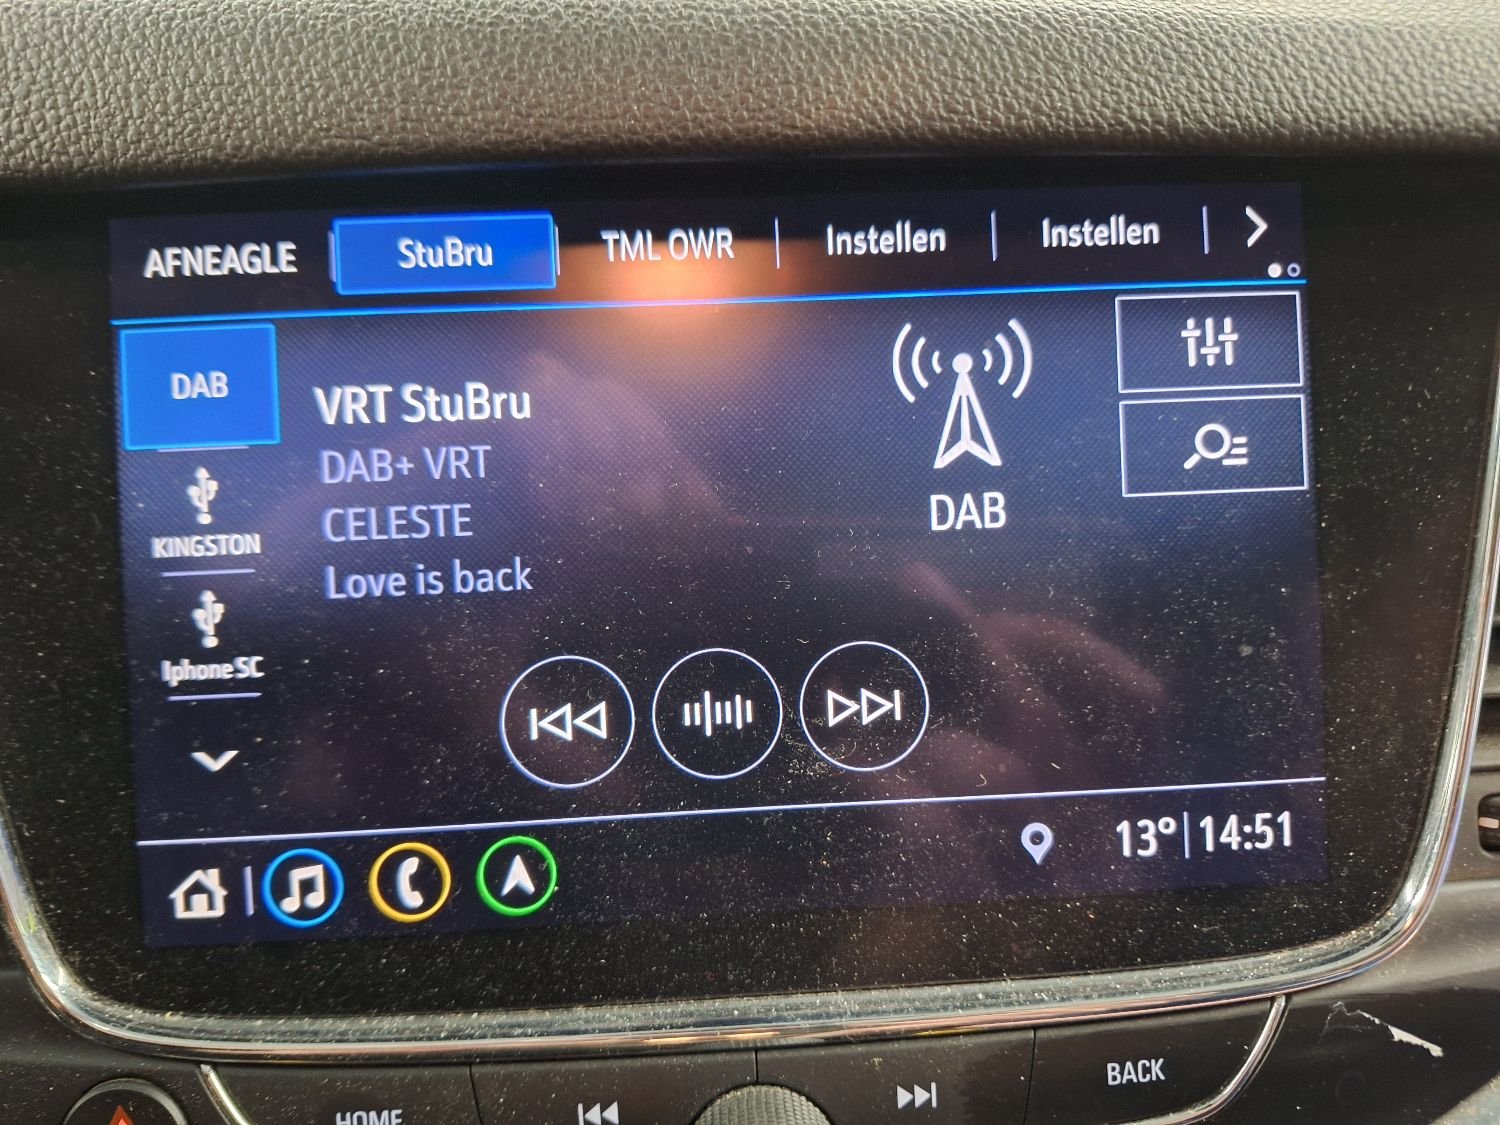 AFNEAGLE
StuBru
TML OWR
Instellen
Instellen
DAB
VRT StuBru
DAB+ VRT
CELESTE
Love is back
DAB
KINGSTON
Iphone SC
13° 14:51
HOME
BACK